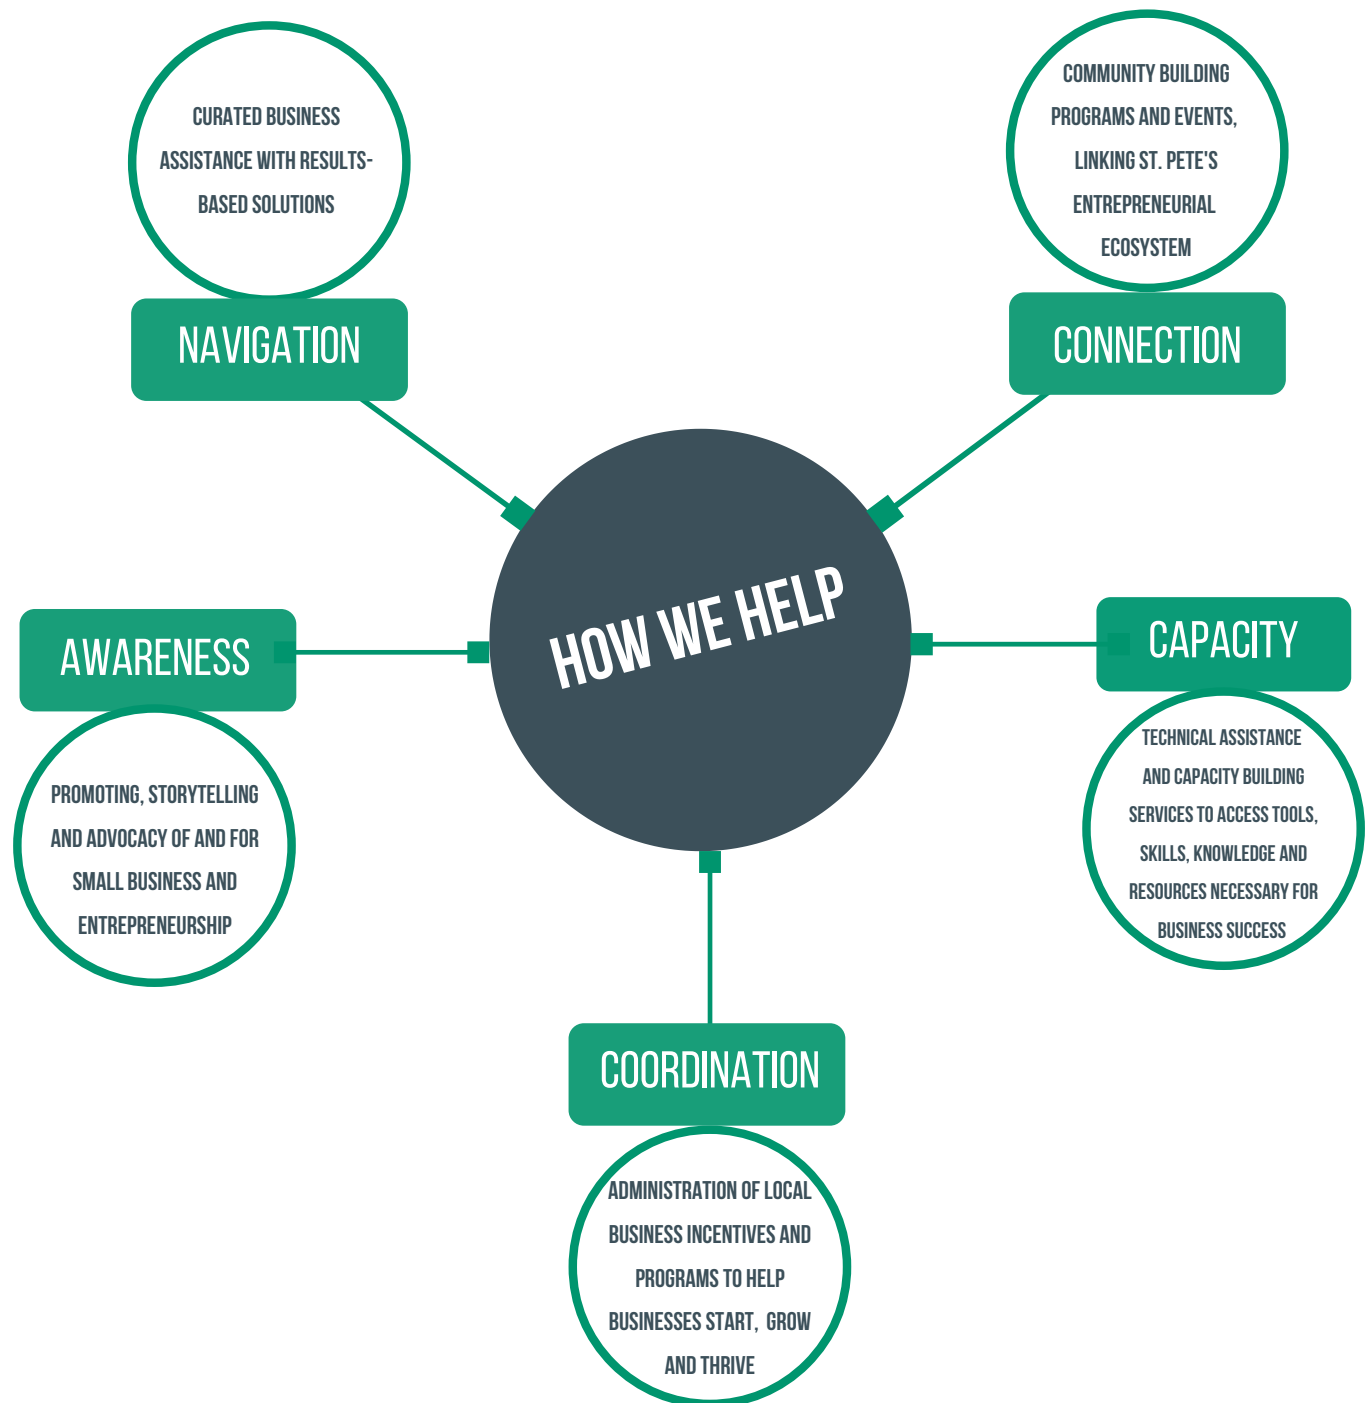 CURATED BUSINESS
ASSISTANCE WITH RESULTS-
BASED SOLUTIONS
NAVIGATION
COMMUNITY BUILDING
PROGRAMS AND EVENTS,
LINKING ST. PETE'S
ENTREPRENEURIAL
ECOSYSTEM
CONNECTION
HOW WE HELP
AWARENESS
PROMOTING, STORYTELLING
AND ADVOCACY OF AND FOR
SMALL BUSINESS AND
ENTREPRENEURSHIP
CAPACITY
TECHNICAL ASSISTANCE
AND CAPACITY BUILDING
SERVICES TO ACCESS TOOLS,
SKILLS, KNOWLEDGE AND
RESOURCES NECESSARY FOR
BUSINESS SUCCESS
COORDINATION
ADMINISTRATION OF LOCAL
BUSINESS INCENTIVES AND
PROGRAMS TO HELP
BUSINESSES START, GROW
AND THRIVE